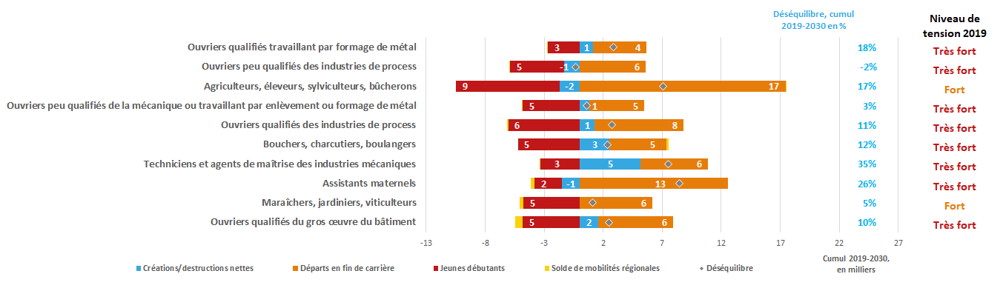 Déséquilibre, cumul
2019-2030 en %
Niveau de
tension 2019
Ouvriers qualifiés travaillant par formage de métal 3 1 4 18% Très fort
Ouvriers peu qualifiés des industries de process 5 -1 6 -2% Très fort
Agriculteurs, éleveurs, sylviculteurs, bûcherons 9 -2 17 17% Fort
Ouvriers peu qualifiés de la mécanique ou travaillant par enlèvement ou formage de métal 5 1 5 3% Très fort
Ouvriers qualifiés des industries de process 6 1 8 11% Très fort
Bouchers, charcutiers, boulangers 5 3 5 12% Très fort
Techniciens et agents de maîtrise des industries mécaniques 3 5 6 35% Très fort
Assistants maternels 2 -1 13 26% Très fort
Maraîchers, jardiniers, viticulteurs 5 6 5% Fort
Ouvriers qualifiés du gros œuvre du bâtiment 5 2 6 10% Très fort
-13 -8 -3 2 7 12 17 22 27
Créations/destructions nettes Départs en fin de carrière Jeunes débutants Solde de mobilités régionales Déséquilibre
Cumul 2019-2030,
en milliers